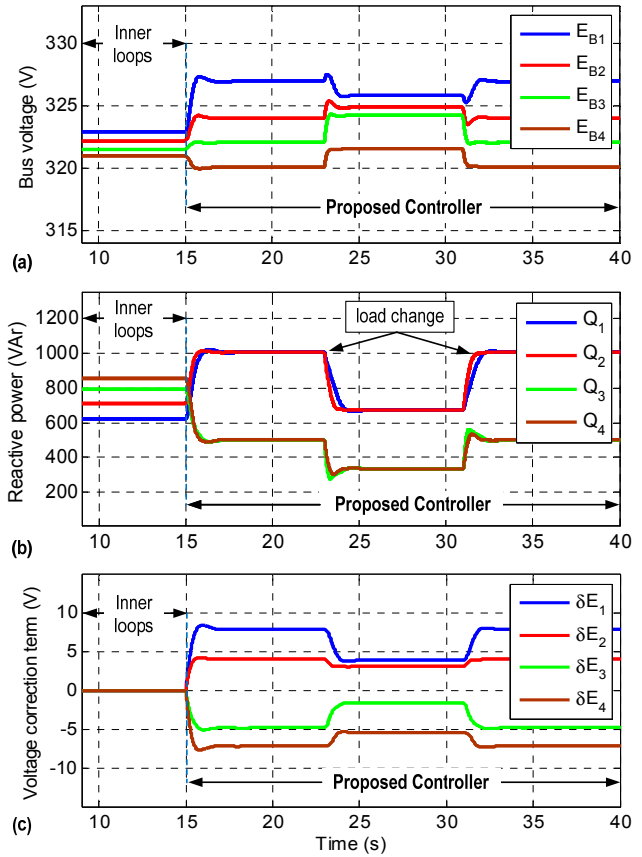 330
325
320
315
Bus voltage (V)
Inner
loops
E_B1
E_B2
E_B3
E_B4
Proposed Controller
10 15 20 25 30 35 40
(a)
1200
1000
800
600
400
200
Reactive power (VAr)
Inner
loops
load change
Q_1
Q_2
Q_3
Q_4
Proposed Controller
10 15 20 25 30 35 40
(b)
10
5
0
-5
-10
Voltage correction term (V)
Inner
loops
δE_1
δE_2
δE_3
δE_4
Proposed Controller
10 15 20 25 30 35 40
(c)
Time (s)